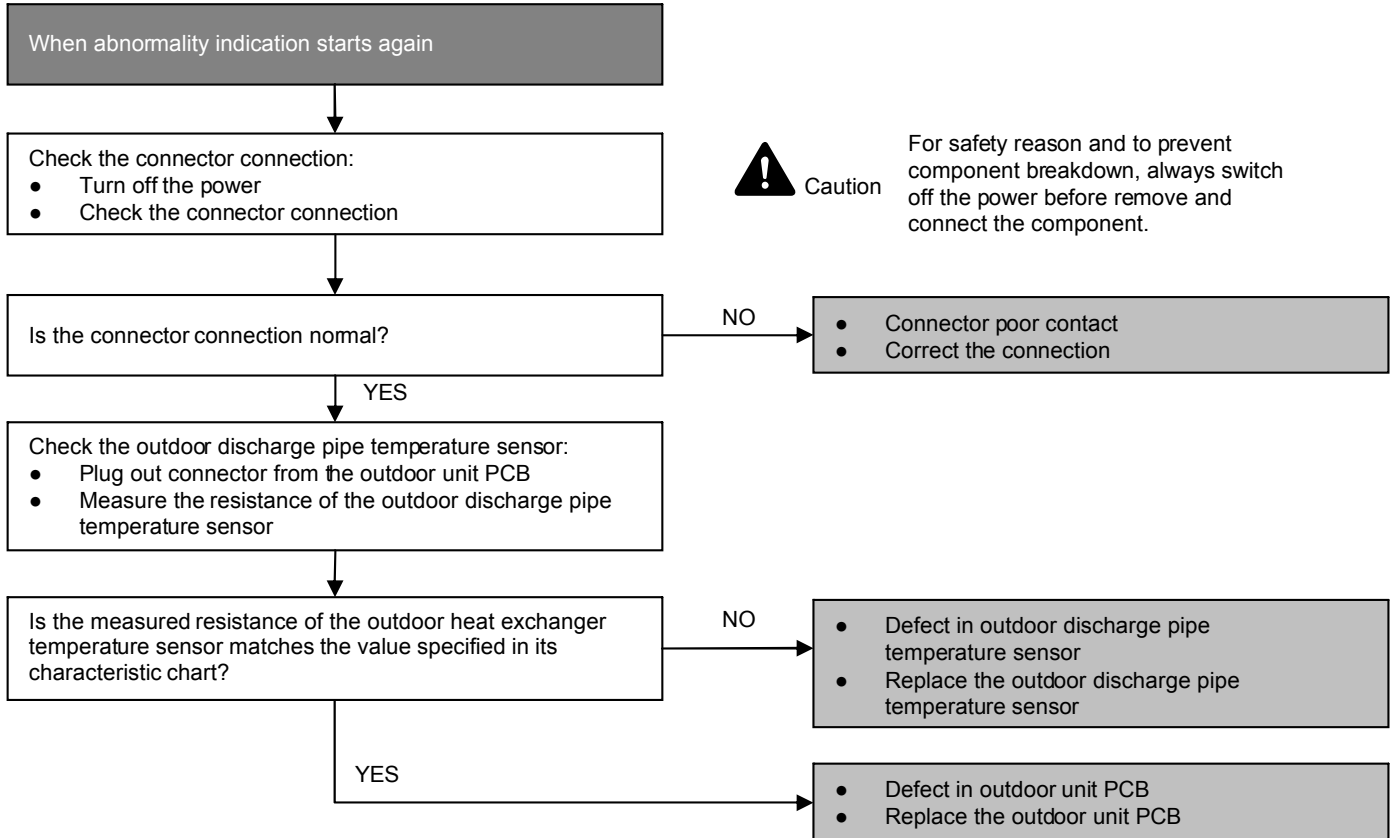 When abnormality indication starts again
Check the connector connection:
● Turn off the power
● Check the connector connection
Caution
For safety reason and to prevent
component breakdown, always switch
off the power before remove and
connect the component.
Is the connector connection normal?
NO
● Connector poor contact
● Correct the connection
YES
Check the outdoor discharge pipe temperature sensor:
● Plug out connector from the outdoor unit PCB
● Measure the resistance of the outdoor discharge pipe
temperature sensor
Is the measured resistance of the outdoor heat exchanger
temperature sensor matches the value specified in its
characteristic chart?
NO
● Defect in outdoor discharge pipe
temperature sensor
● Replace the outdoor discharge pipe
temperature sensor
YES
● Defect in outdoor unit PCB
● Replace the outdoor unit PCB